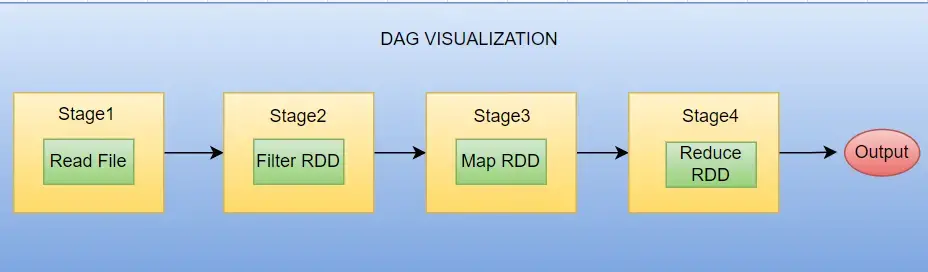 DAG VISUALIZATION
Stage1
Read File
Stage2
Filter RDD
Stage3
Map RDD
Stage4
Reduce
RDD
Output